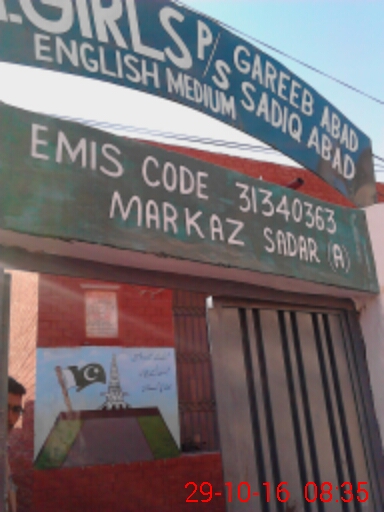 .GIRLS P/S GAREEB ABAD
ENGLISH MEDIUM SADIQ ABAD
EMIS CODE 31340363
MARKAZ SADAR (A)
29-10-16 08:35